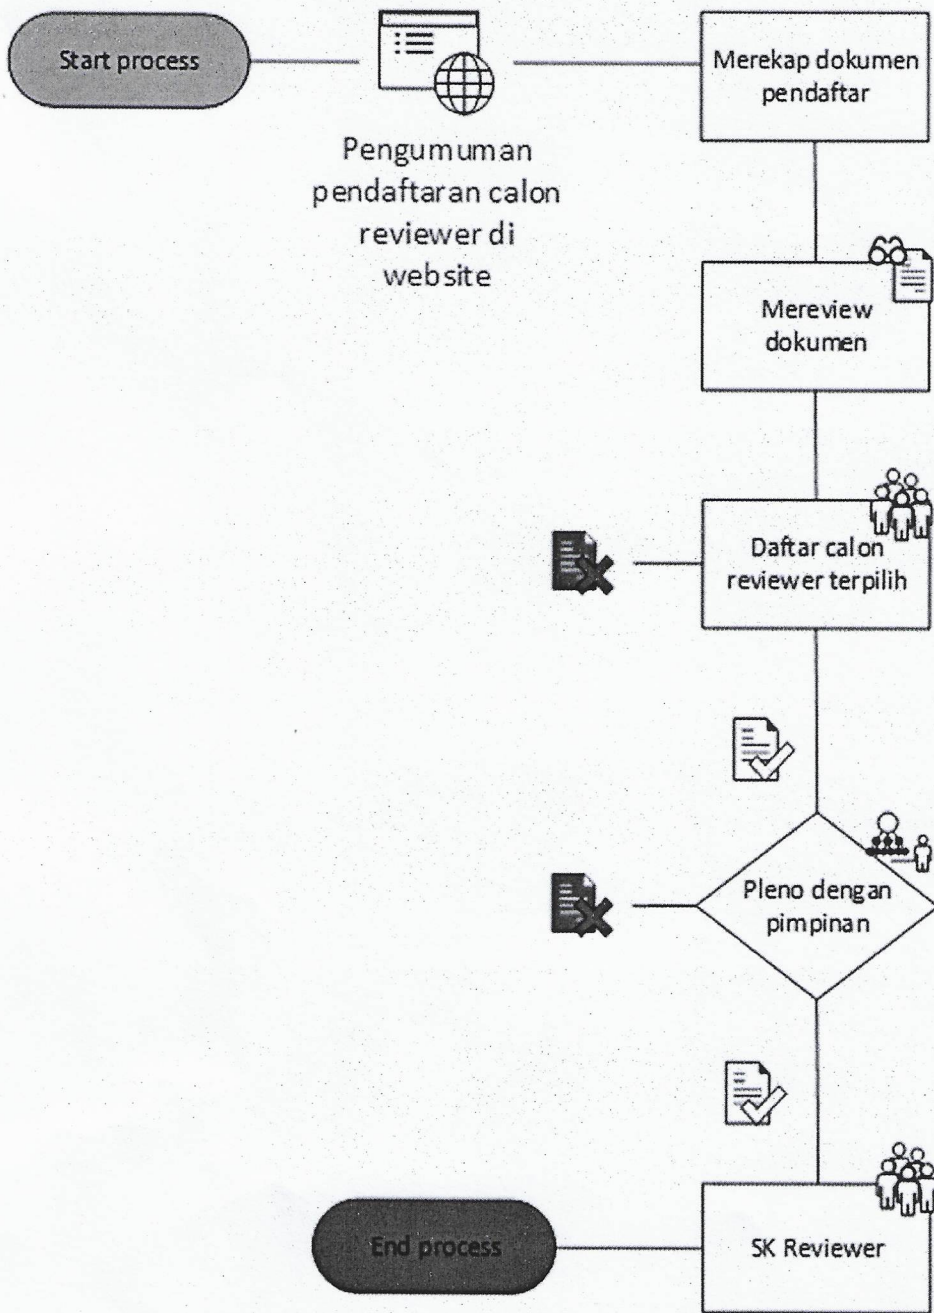 Start process
Pengumuman
pendaftaran calon
reviewer di
website
Merekap dokumen
pendaftar
Mereview
dokumen
Daftar calon
reviewer terpilih
Pleno dengan
pimpinan
SK Reviewer
End process